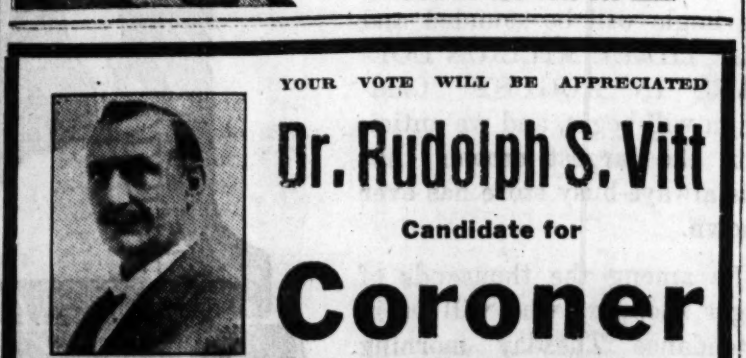 YOUR VOTE WILL BE APPRECIATED
Dr. Rudolph S. Vitt
Candidate for
Coroner